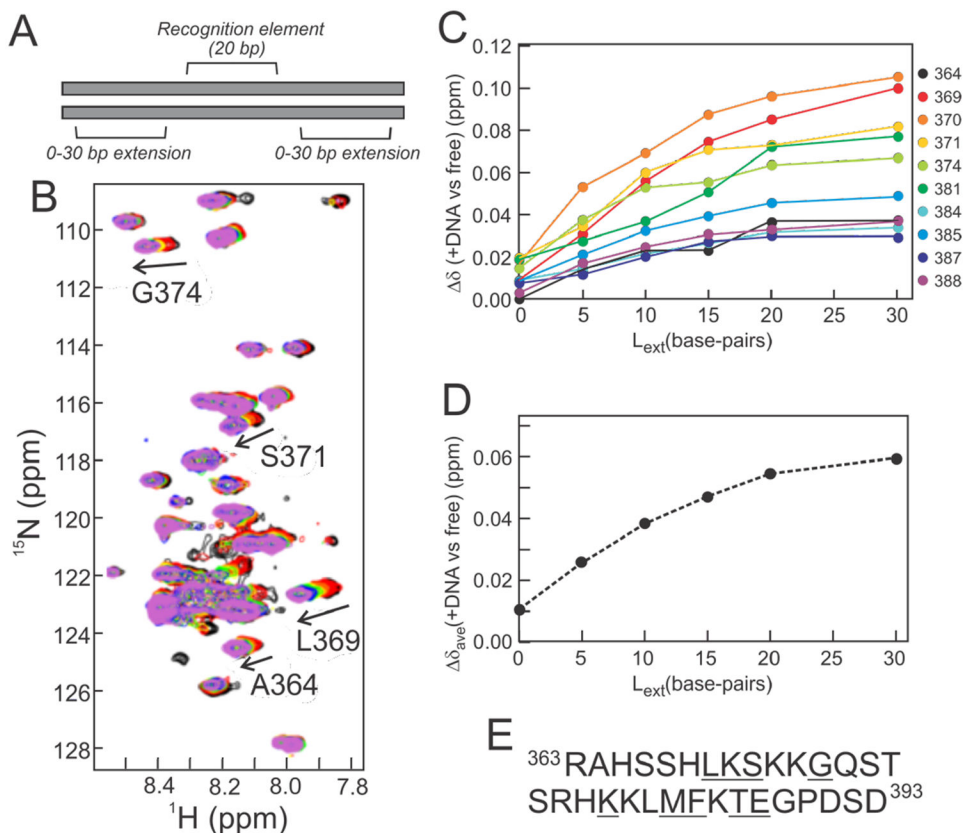 A
Recognition element
(20 bp)
0-30 bp extension
0-30 bp extension
B
110
112
114
116
118
120
122
124
126
128
15N (ppm)
G374
S371
L369
A364
8.4
8.2
8.0
7.8
1H (ppm)
C
0.12
0.10
0.08
0.06
0.04
0.02
0.00
Δδ (+DNA vs free) (ppm)
0
5
10
15
20
25
30
Lext(base-pairs)
364
369
370
371
374
381
384
385
387
388
D
0.06
0.04
0.02
0.00
Δδave(+DNA vs free) (ppm)
0
5
10
15
20
25
30
Lext(base-pairs)
E
363RAHSSHLKSKKGQST
SRHKKLMFKTEGPDSD393